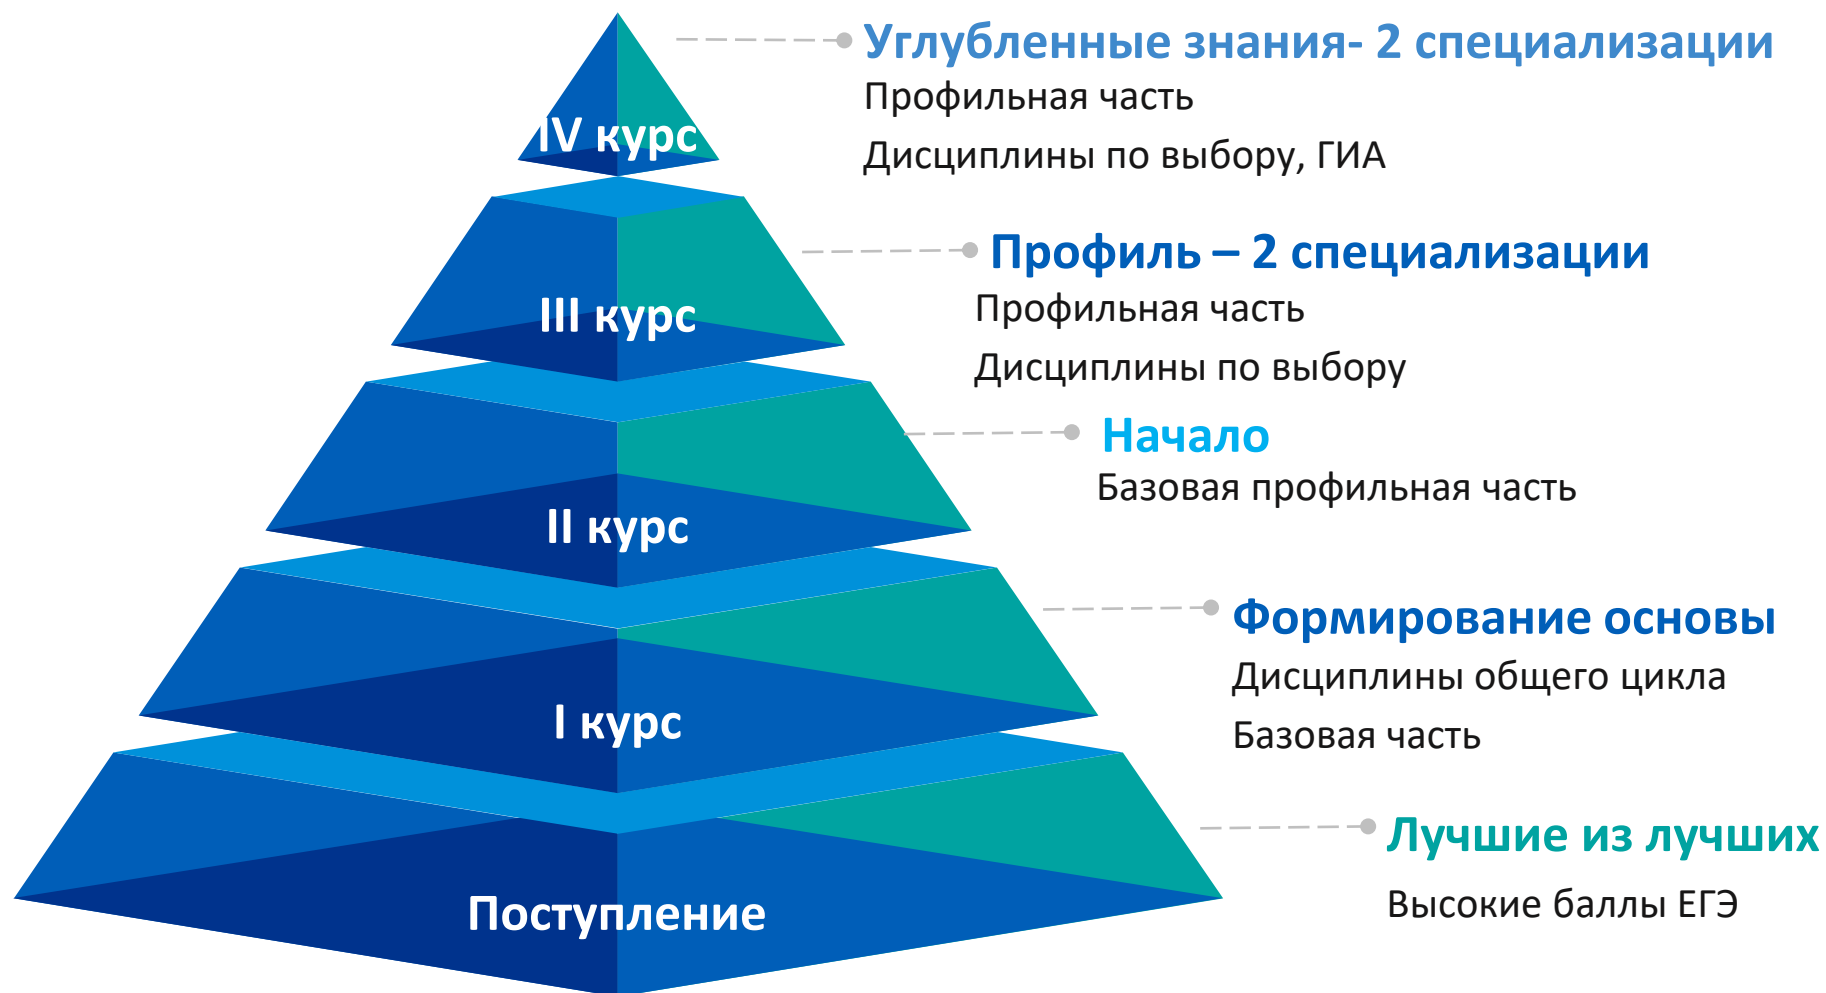 Углубленные знания- 2 специализации
Профильная часть
Дисциплины по выбору, ГИА
IV курс
Профиль – 2 специализации
Профильная часть
Дисциплины по выбору
III курс
Начало
Базовая профильная часть
II курс
Формирование основы
Дисциплины общего цикла
Базовая часть
I курс
Лучшие из лучших
Высокие баллы ЕГЭ
Поступление